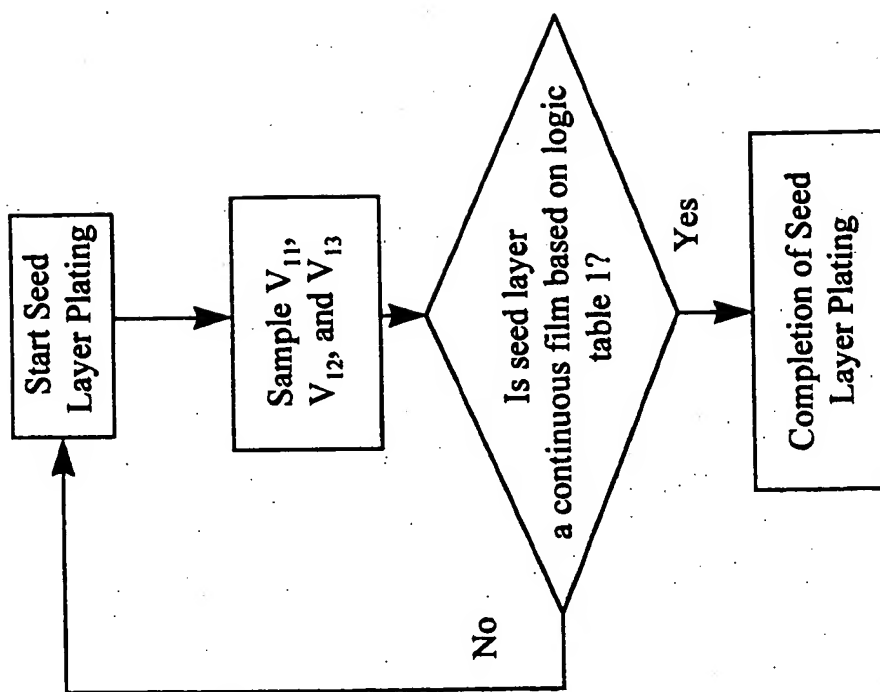 Start Seed
Layer Plating
Sample V11,
V12, and V13
Is seed layer
a continuous film based on logic
table 1?
No
Yes
Completion of Seed
Layer Plating